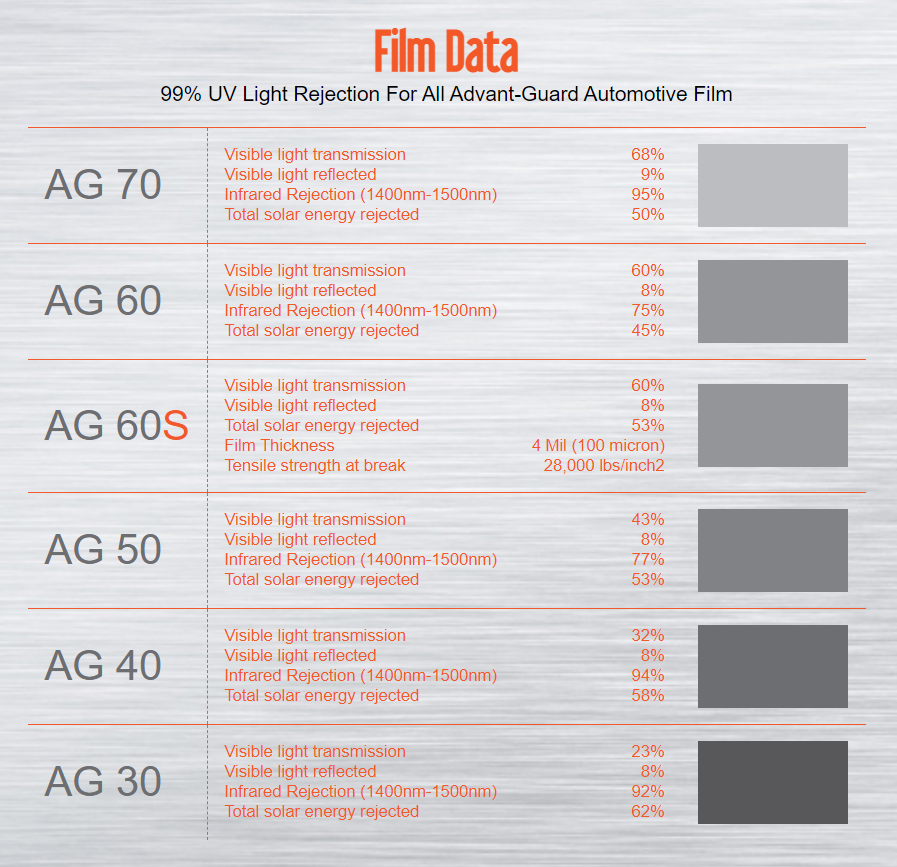 Film Data
99% UV Light Rejection For All Advant-Guard Automotive Film
AG 70
Visible light transmission 68%
Visible light reflected 9%
Infrared Rejection (1400nm-1500nm) 95%
Total solar energy rejected 50%
AG 60
Visible light transmission 60%
Visible light reflected 8%
Infrared Rejection (1400nm-1500nm) 75%
Total solar energy rejected 45%
AG 60S
Visible light transmission 60%
Visible light reflected 8%
Total solar energy rejected 53%
Film Thickness 4 Mil (100 micron)
Tensile strength at break 28,000 lbs/inch2
AG 50
Visible light transmission 43%
Visible light reflected 8%
Infrared Rejection (1400nm-1500nm) 77%
Total solar energy rejected 53%
AG 40
Visible light transmission 32%
Visible light reflected 8%
Infrared Rejection (1400nm-1500nm) 94%
Total solar energy rejected 58%
AG 30
Visible light transmission 23%
Visible light reflected 8%
Infrared Rejection (1400nm-1500nm) 92%
Total solar energy rejected 62%